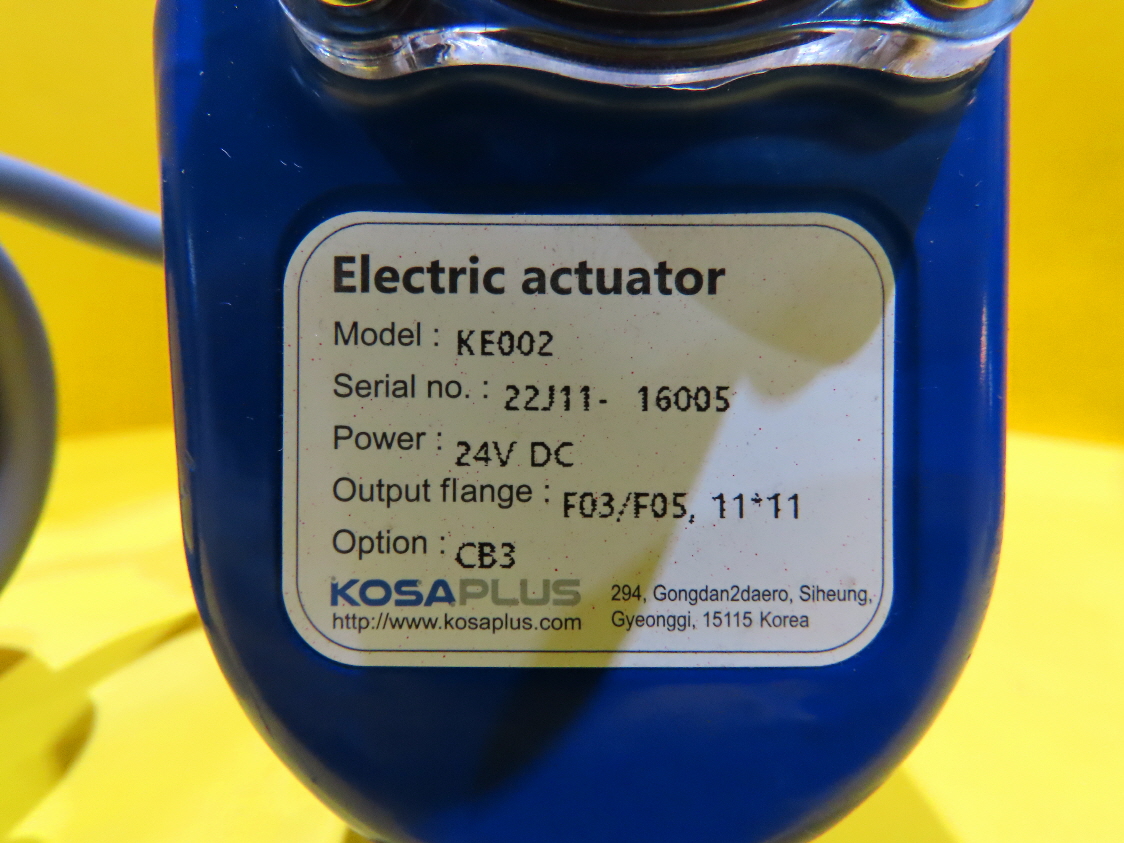 Electric actuator
Model : KE002
Serial no. : 22J11- 16005
Power : 24V DC
Output flange : F03/F05, 11*11
Option : CB3
KOSAPLUS
http://www.kosaplus.com
294, Gongdan2daero, Siheung,
Gyeonggi, 15115 Korea